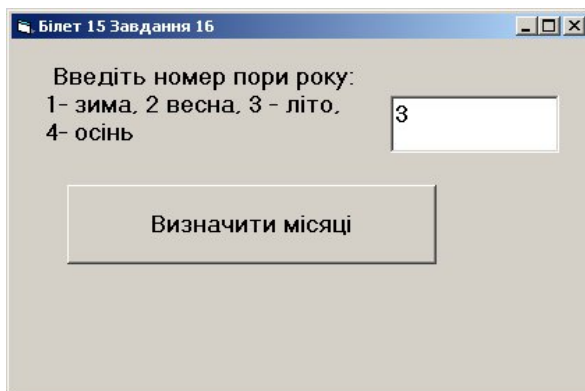 Білет 15 Завдання 16
Введіть номер пори року:
1- зима, 2 весна, 3 - літо,
4- осінь
3
Визначити місяці